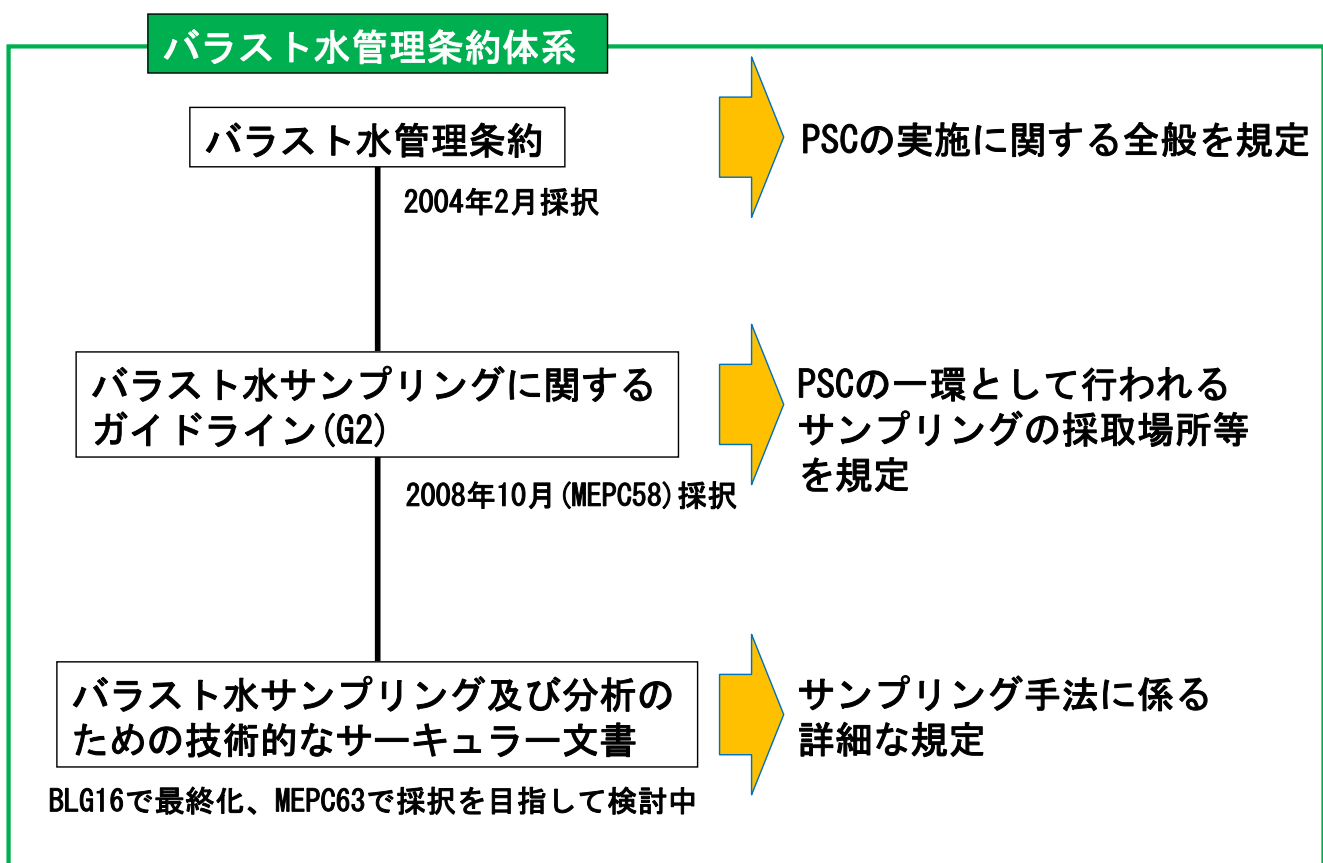 バラスト水管理条約体系
バラスト水管理条約
PSCの実施に関する全般を規定
2004年2月採択
バラスト水サンプリングに関する
ガイドライン(G2)
PSCの一環として行われる
サンプリングの採取場所等
を規定
2008年10月(MEPC58)採択
バラスト水サンプリング及び分析の
ための技術的なサーキュラー文書
サンプリング手法に係る
詳細な規定
BLG16で最終化、MEPC63で採択を目指して検討中